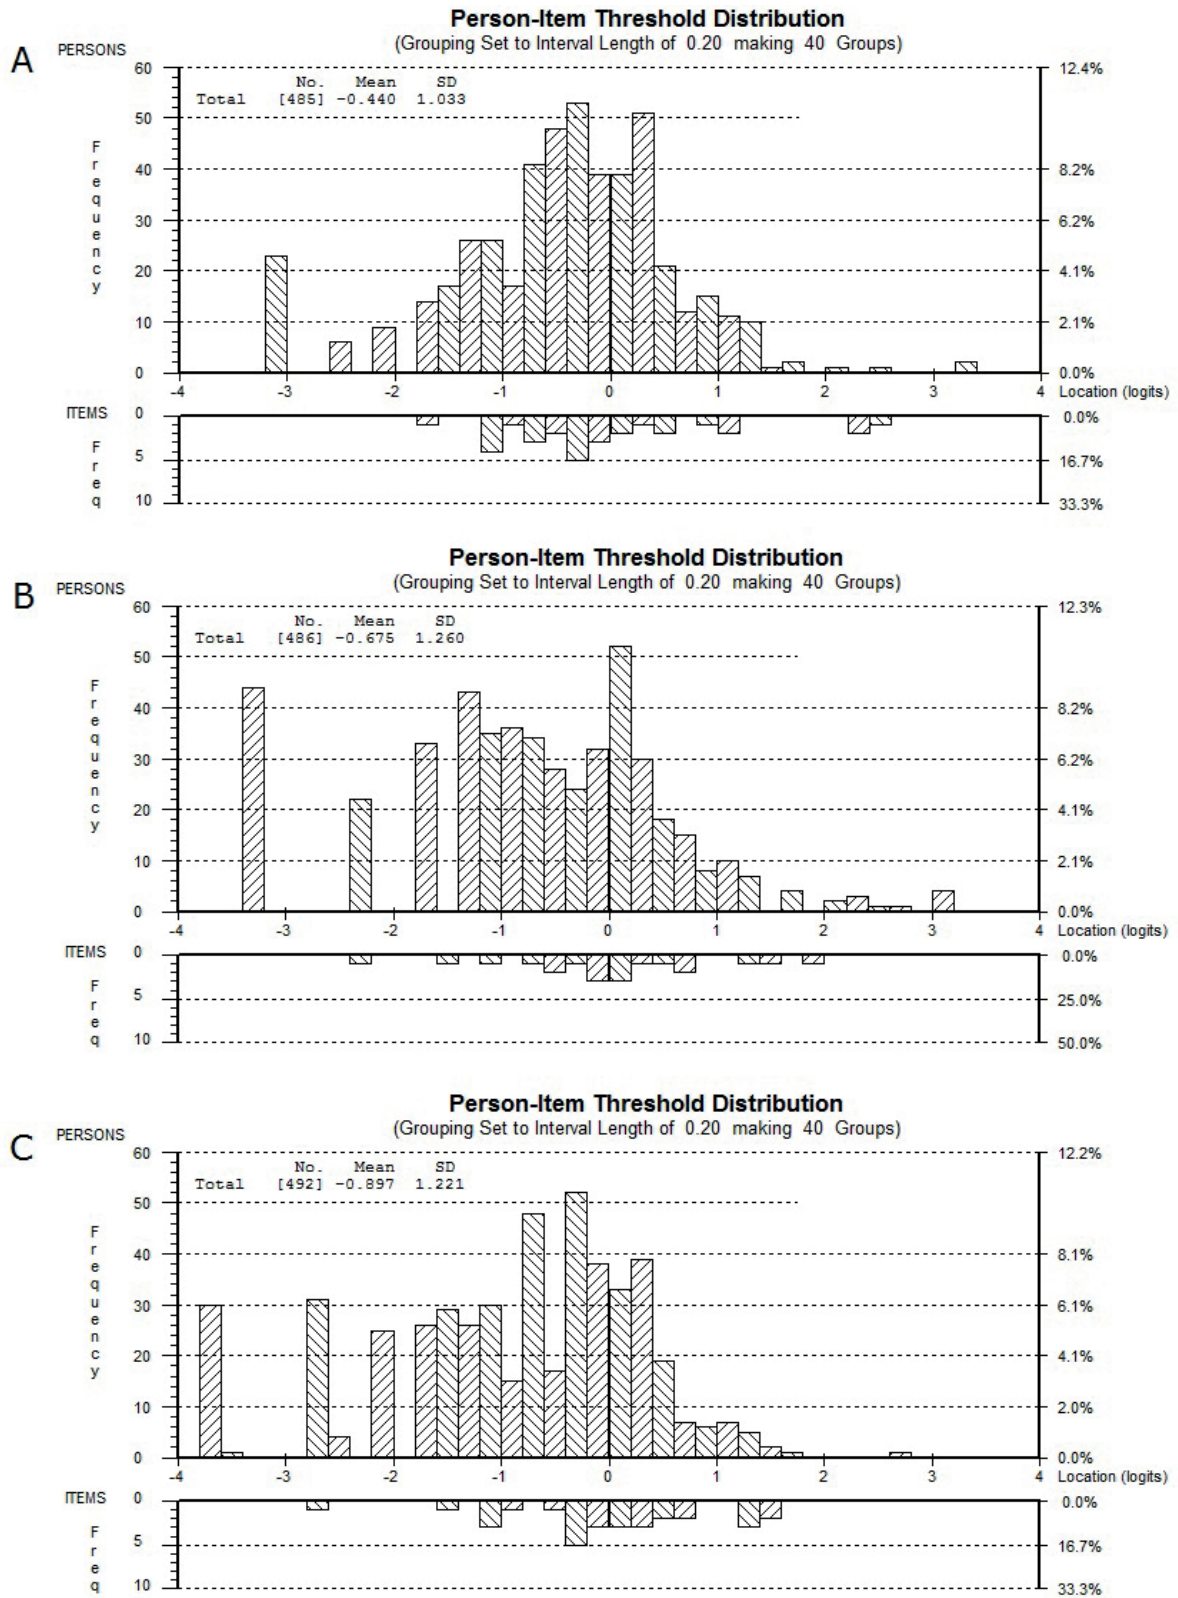 Person-Item Threshold Distribution
(Grouping Set to Interval Length of 0.20 making 40 Groups)
A
PERSONS
60 12.4%
No. Mean SD
Total [485] -0.440 1.033
50
Frequency
40 8.2%
30 6.2%
20 4.1%
10 2.1%
0 0.0%
-4 -3 -2 -1 0 1 2 3 4 Location (logits)
ITEMS 0 0.0%
Freq
5 16.7%
10 33.3%
Person-Item Threshold Distribution
(Grouping Set to Interval Length of 0.20 making 40 Groups)
B
PERSONS
60 12.3%
No. Mean SD
Total [486] -0.675 1.260
50
Frequency
40 8.2%
30 6.2%
20 4.1%
10 2.1%
0 0.0%
-4 -3 -2 -1 0 1 2 3 4 Location (logits)
ITEMS 0 0.0%
Freq
5 25.0%
10 50.0%
Person-Item Threshold Distribution
(Grouping Set to Interval Length of 0.20 making 40 Groups)
C
PERSONS
60 12.2%
No. Mean SD
Total [492] -0.897 1.221
50
Frequency
40 8.1%
30 6.1%
20 4.1%
10 2.0%
0 0.0%
-4 -3 -2 -1 0 1 2 3 4 Location (logits)
ITEMS 0 0.0%
Freq
5 16.7%
10 33.3%